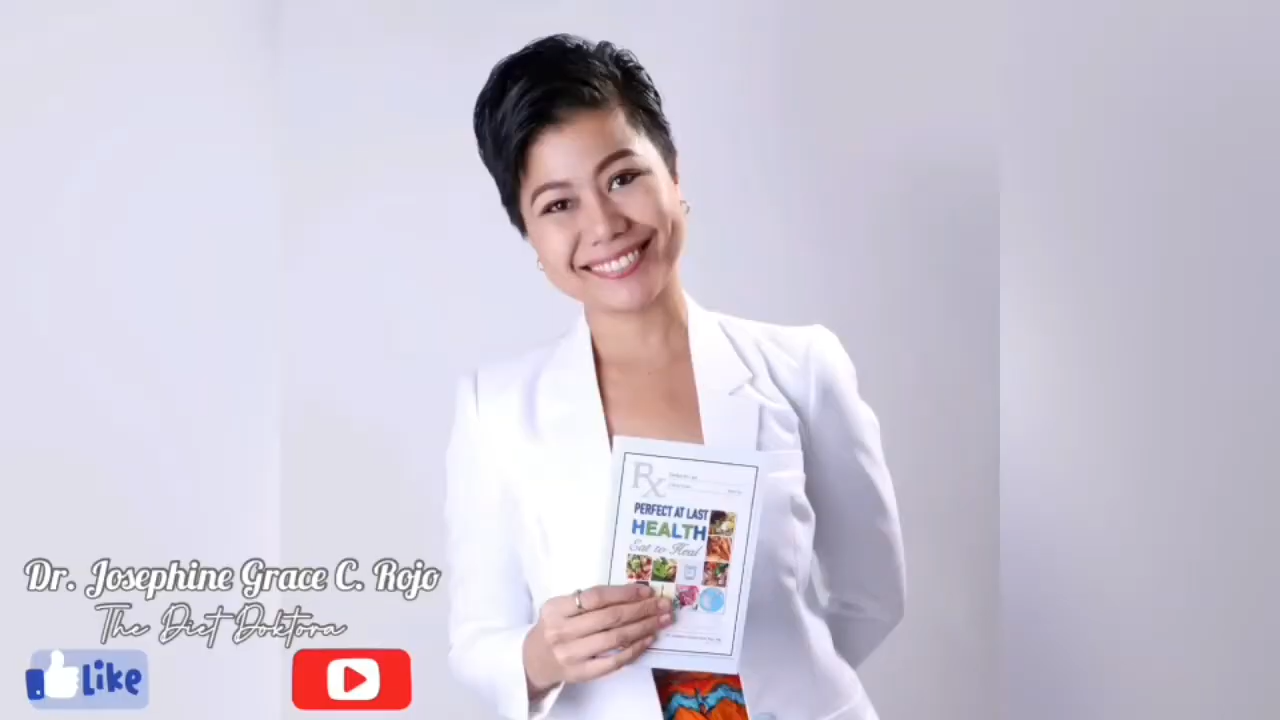 Rx
PERFECT AT LAST
HEALTH
Eat to Heal
Dr. Josephine Grace C. Rojo
The Diet Doktora
Like